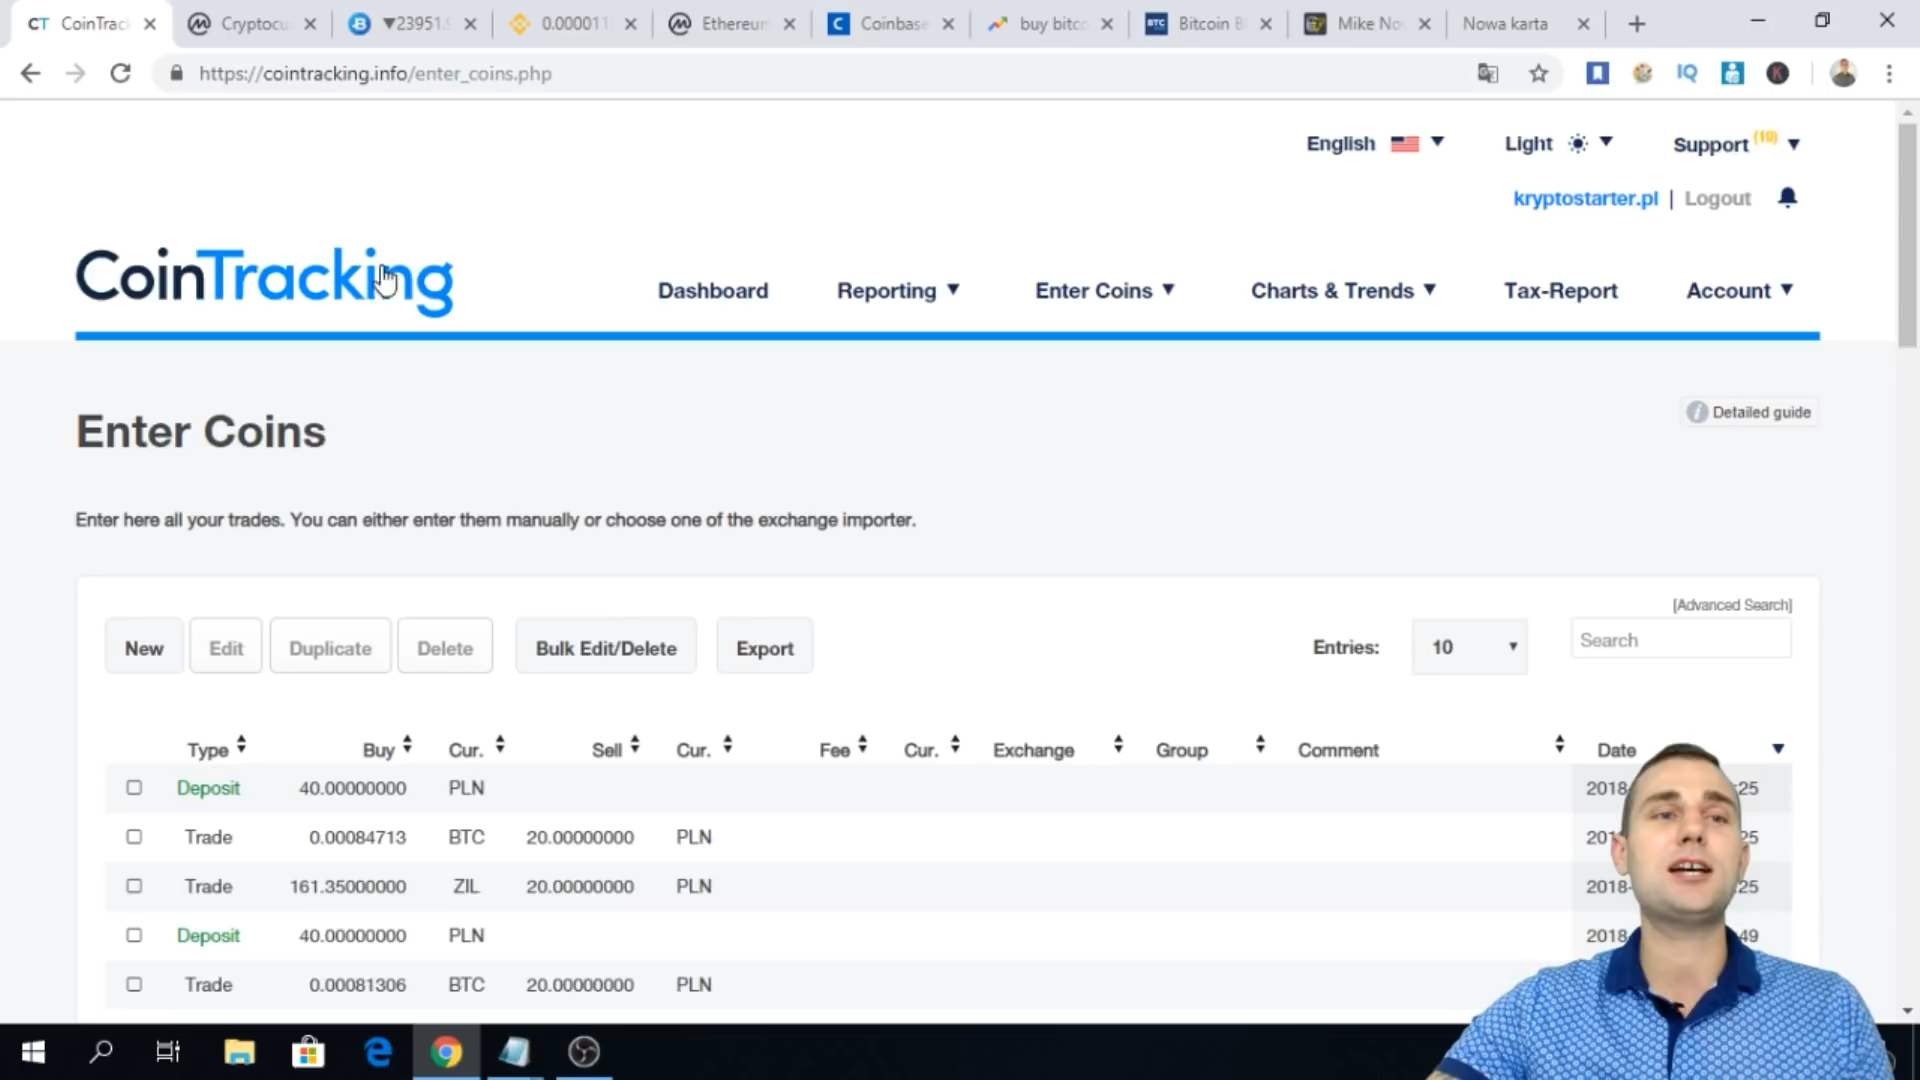 CT CoinTrac
Cryptocu
▼23951.
0.000011
Ethereum
C Coinbase
buy bitco
BTC Bitcoin B
Mike No
Nowa karta
https://cointracking.info/enter_coins.php
IQ
K
English
Light
Support (10)
kryptostarter.pl | Logout
CoinTracking
Dashboard
Reporting
Enter Coins
Charts & Trends
Tax-Report
Account
Enter Coins
i Detailed guide
Enter here all your trades. You can either enter them manually or choose one of the exchange importer.
[Advanced Search]
New
Edit
Duplicate
Delete
Bulk Edit/Delete
Export
Entries:
10
Search
Type Buy Cur. Sell Cur. Fee Cur. Exchange Group Comment Date
Deposit 40.00000000 PLN 2018- 25
Trade 0.00084713 BTC 20.00000000 PLN 201 25
Trade 161.35000000 ZIL 20.00000000 PLN 2018- 25
Deposit 40.00000000 PLN 2018- 49
Trade 0.00081306 BTC 20.00000000 PLN